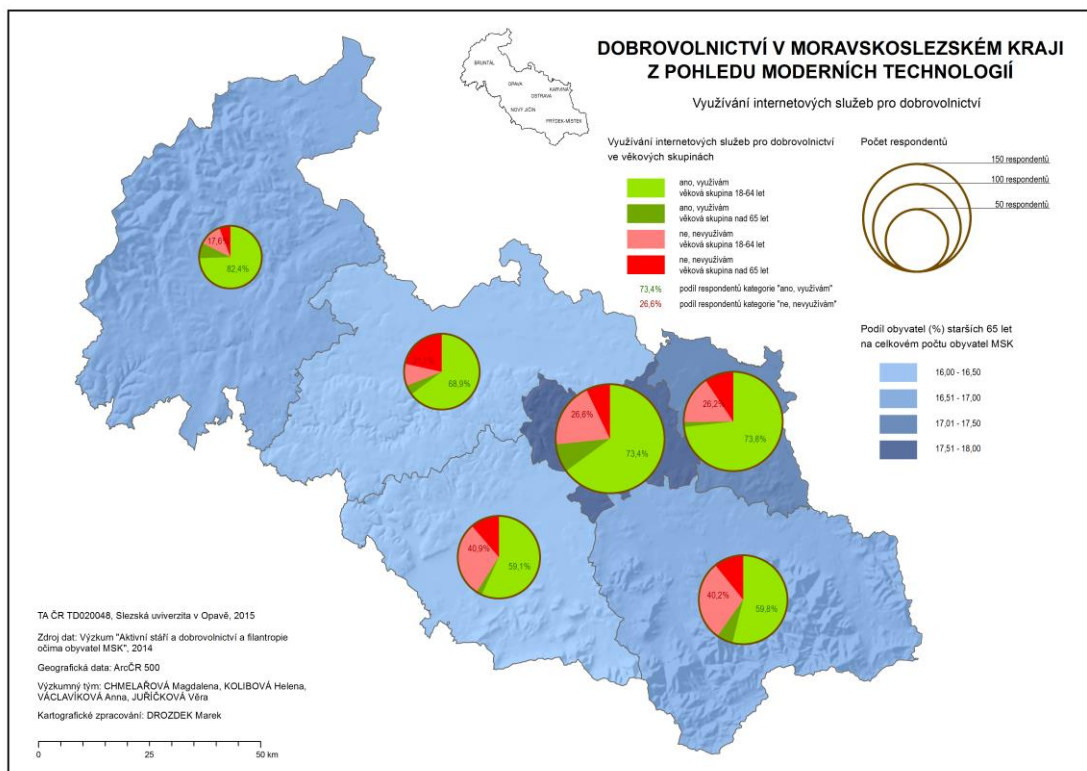 DOBROVOLNICTVÍ V MORAVSKOSLEZSKÉM KRAJI
Z POHLEDU MODERNÍCH TECHNOLOGIÍ
Využívání internetových služeb pro dobrovolnictví
BRUNTÁL
OPAVA
KARVINÁ
OSTRAVA
NOVÝ JIČÍN
FRÝDEK-MÍSTEK
Využívání internetových služeb pro dobrovolnictví
ve věkových skupinách
ano, využívám
věková skupina 18-64 let
ano, využívám
věková skupina nad 65 let
ne, nevyužívám
věková skupina 18-64 let
ne, nevyužívám
věková skupina nad 65 let
73,4% podíl respondentů kategorie "ano, využívám"
26,6% podíl respondentů kategorie "ne, nevyužívám"
Počet respondentů
150 respondentů
100 respondentů
50 respondentů
Podíl obyvatel (%) starších 65 let
na celkovém počtu obyvatel MSK
16,00 - 16,50
16,51 - 17,00
17,01 - 17,50
17,51 - 18,00
17,6
82,4%
68,9%
26,6%
73,4%
26,2%
73,8%
40,9%
59,1%
40,2%
59,8%
TA ČR TD020048, Slezská uviverzita v Opavě, 2015
Zdroj dat: Výzkum "Aktivní stáří a dobrovolnictví a filantropie
očima obyvatel MSK", 2014
Geografická data: ArcČR 500
Výzkumný tým: CHMELAŘOVÁ Magdalena, KOLIBOVÁ Helena,
VÁCLAVÍKOVÁ Anna, JUŘÍČKOVÁ Věra
Kartografické zpracování: DROZDEK Marek
0 25 50 km